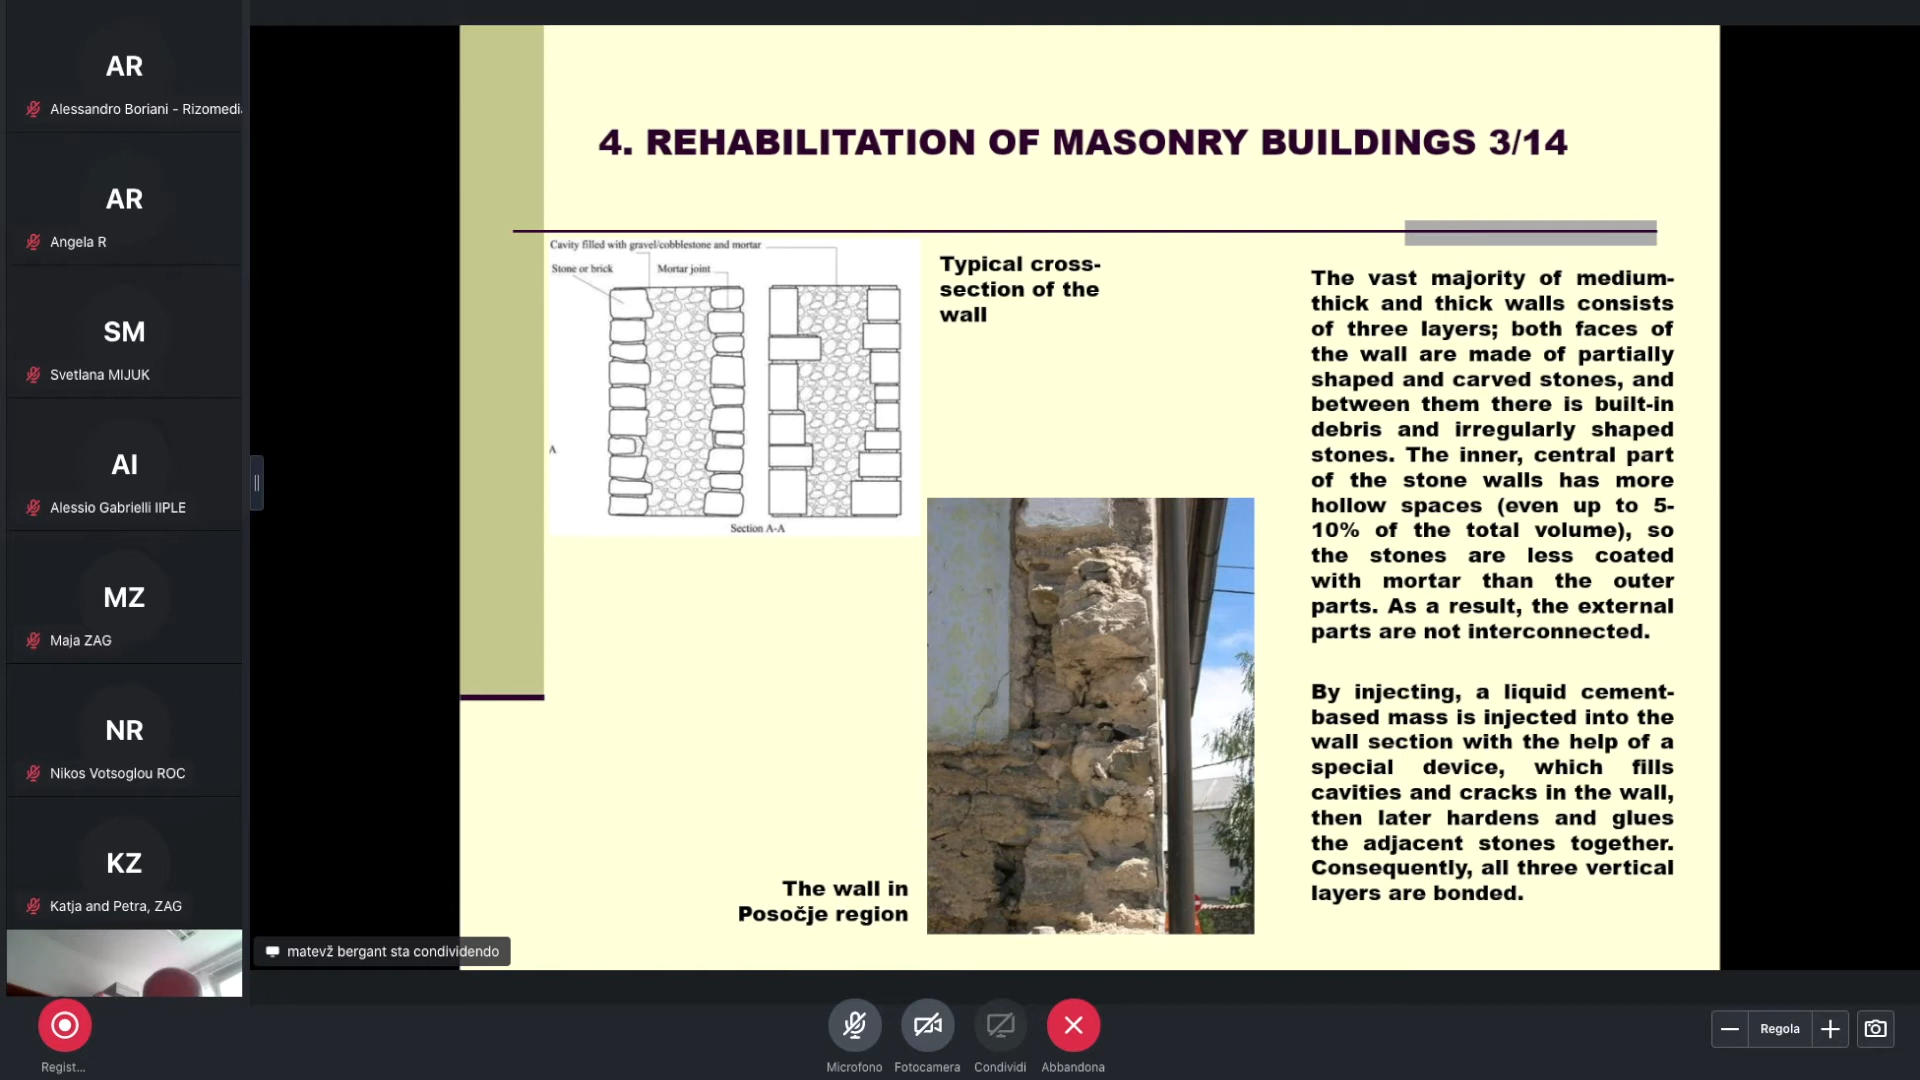 AR
Alessandro Boriani - Rizomedia
AR
Angela R
SM
Svetlana MIJUK
AI
Alessio Gabrielli IIPLE
MZ
Maja ZAG
NR
Nikos Votsoglou ROC
KZ
Katja and Petra, ZAG
4. REHABILITATION OF MASONRY BUILDINGS 3/14
Cavity filled with gravel/cobblestone and mortar
Stone or brick
Mortar joint
A
Section A-A
Typical cross-
section of the
wall
The wall in
Posočje region
The vast majority of medium-
thick and thick walls consists
of three layers; both faces of
the wall are made of partially
shaped and carved stones, and
between them there is built-in
debris and irregularly shaped
stones. The inner, central part
of the stone walls has more
hollow spaces (even up to 5-
10% of the total volume), so
the stones are less coated
with mortar than the outer
parts. As a result, the external
parts are not interconnected.
By injecting, a liquid cement-
based mass is injected into the
wall section with the help of a
special device, which fills
cavities and cracks in the wall,
then later hardens and glues
the adjacent stones together.
Consequently, all three vertical
layers are bonded.
matevž bergant sta condividendo
Regist...
Microfono
Fotocamera
Condividi
Abbandona
Regola